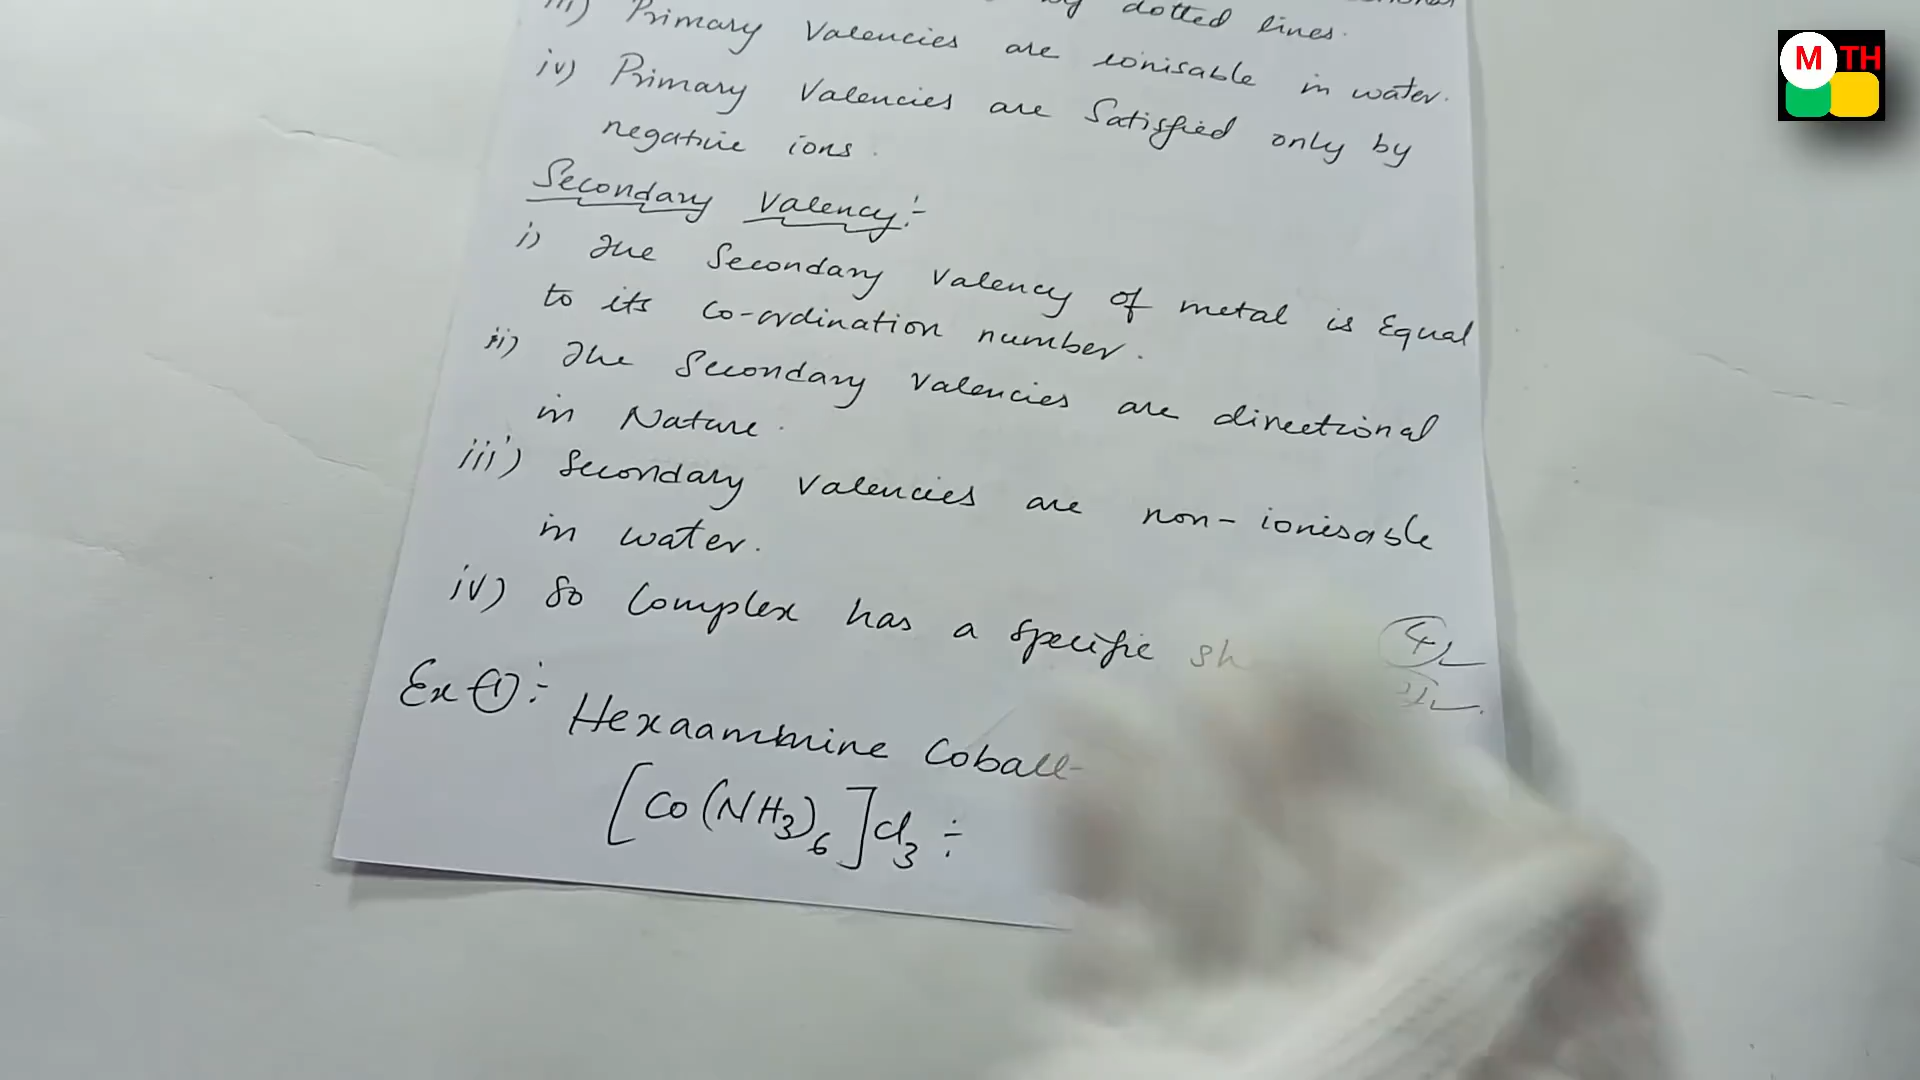 dotted lines.
iii) Primary Valencies are ionisable in water.
iv) Primary Valencies are Satisfied only by
negative ions.
Secondary Valency:-
i) The Secondary Valency of metal is Equal
to its Co-ordination number.
ii) The Secondary Valencies are directional
in Nature.
iii) Secondary Valencies are non-ionisable
in water.
iv) So Complex has a specific sh
Ex-①:- Hexaammine Cobalt
[Co(NH3)6]Cl3 :-
M TH